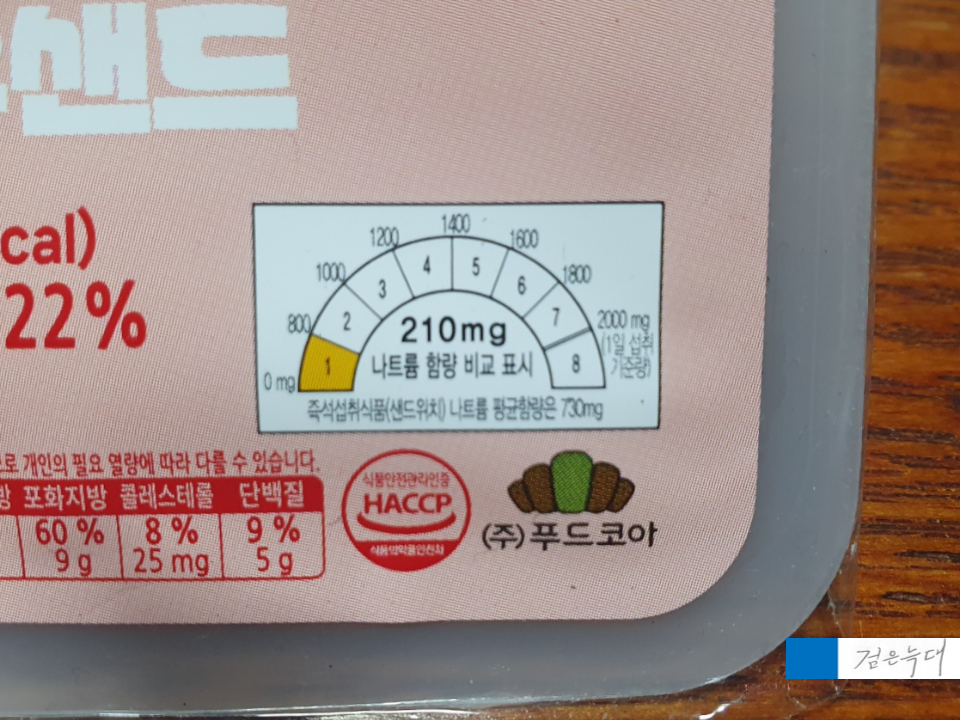 샌드
cal)
22%
0 mg
800
1000
1200
1400
1600
1800
2000 mg
(1일 섭취
기준량)
1
2
3
4
5
6
7
8
210mg
나트륨 함량 비교 표시
즉석섭취식품(샌드위치) 나트륨 평균함량은 730mg
로 개인의 필요 열량에 따라 다를 수 있습니다.
방 포화지방 콜레스테롤 단백질
60 % 8 % 9 %
9 g 25 mg 5 g
식품안전관리인증
HACCP
식품의약품안전처
(주)푸드코아
검은늑대